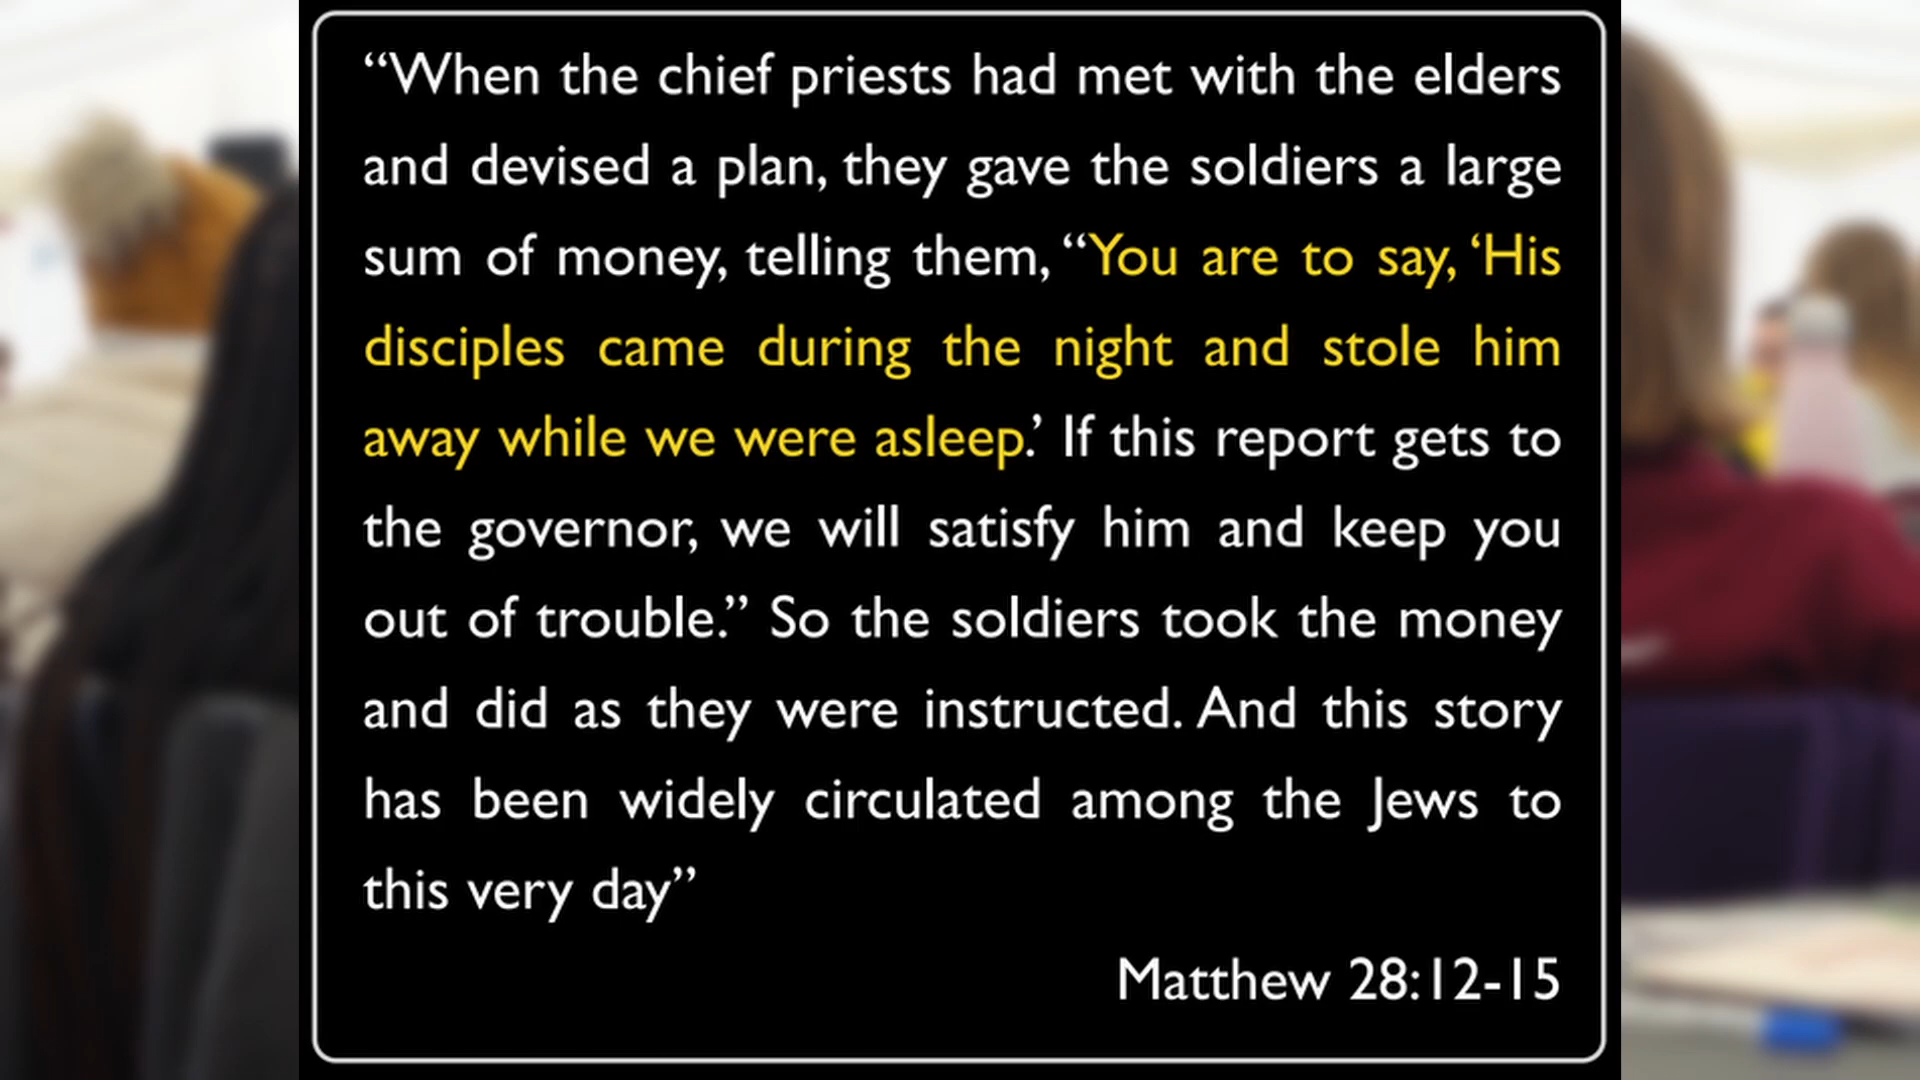 “When the chief priests had met with the elders
and devised a plan, they gave the soldiers a large
sum of money, telling them, “You are to say, ‘His
disciples came during the night and stole him
away while we were asleep.’ If this report gets to
the governor, we will satisfy him and keep you
out of trouble.” So the soldiers took the money
and did as they were instructed. And this story
has been widely circulated among the Jews to
this very day”
Matthew 28:12-15